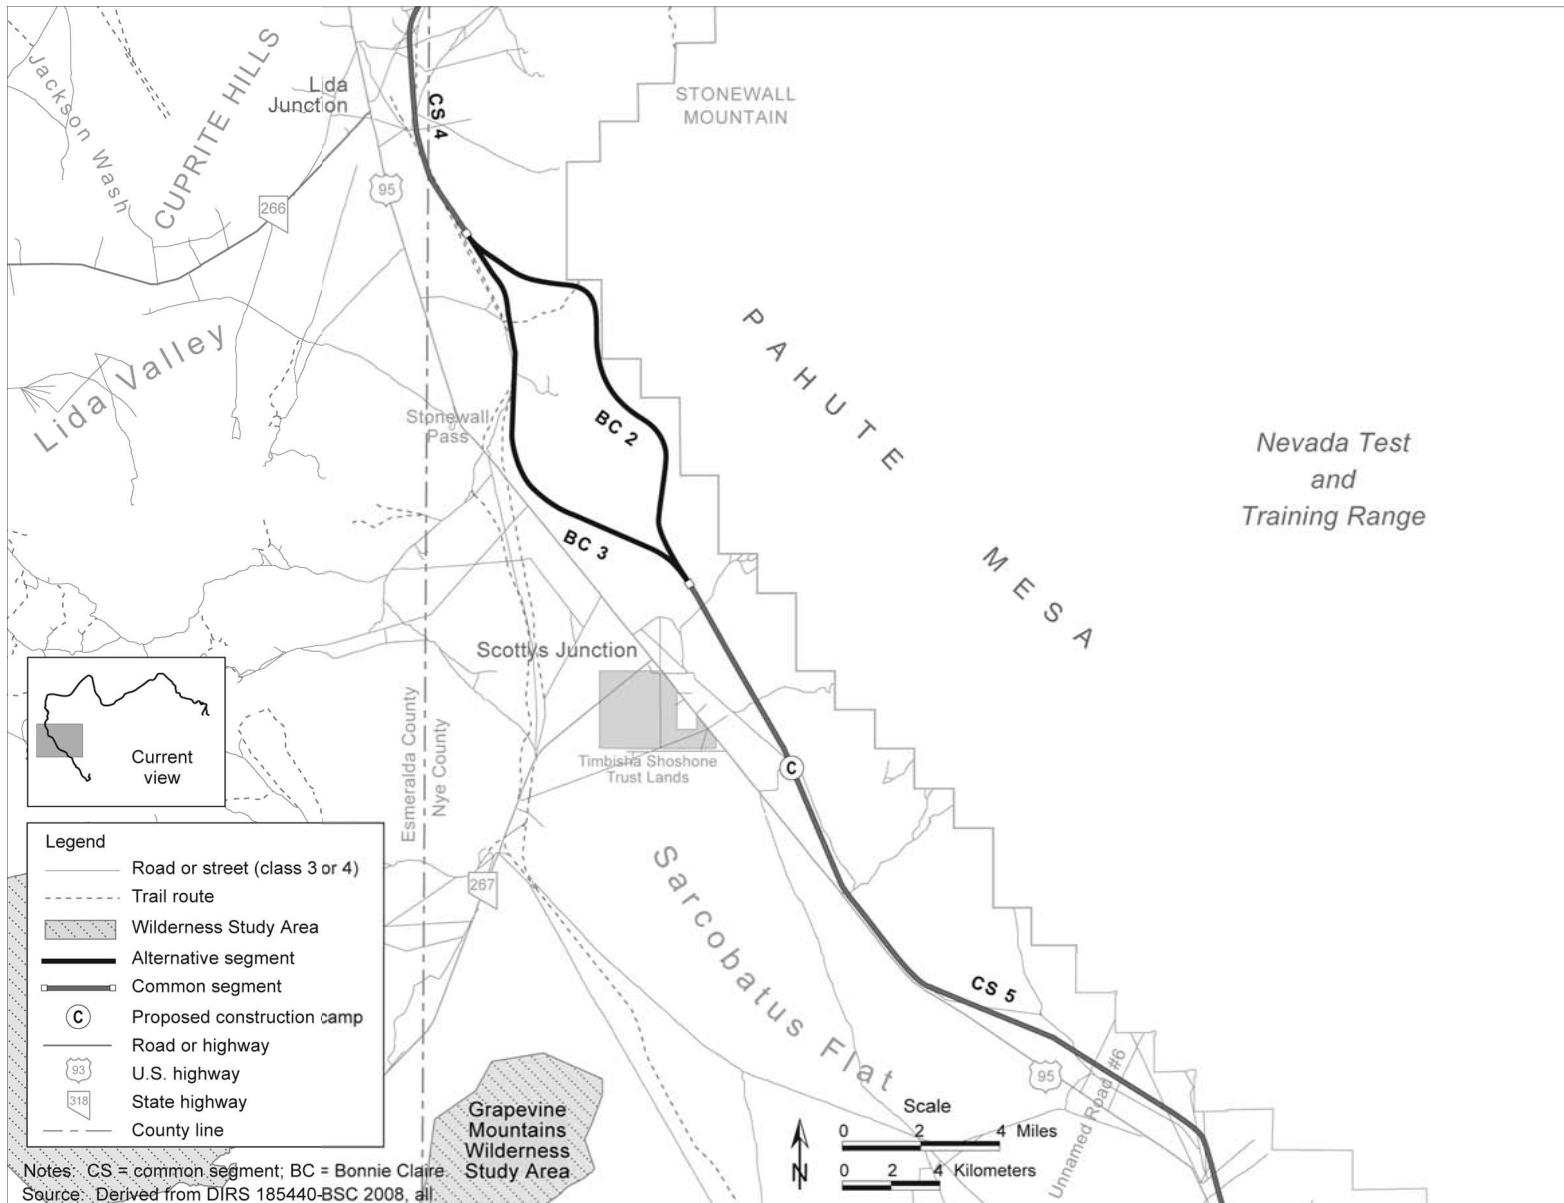 Jackson Wash
CUPRITE HILLS
Lida
Junction
CS 4
STONEWALL
MOUNTAIN
95
266
Lida Valley
PAHUTE
MESA
Stonewall
Pass
BC 2
BC 3
Nevada Test
and
Training Range
Scottys Junction
Timbisha Shoshone
Trust Lands
C
Esmeralda County
Nye County
267
Sarcobatus Flat
CS 5
95
Unnamed Road #6
Grapevine
Mountains
Wilderness
Study Area
Current
view
Legend
Road or street (class 3 or 4)
Trail route
Wilderness Study Area
Alternative segment
Common segment
C Proposed construction camp
Road or highway
93 U.S. highway
318 State highway
County line
Scale
0 2 4 Miles
0 2 4 Kilometers
N
Notes: CS = common segment; BC = Bonnie Claire.
Source: Derived from DIRS 185440-BSC 2008, all.